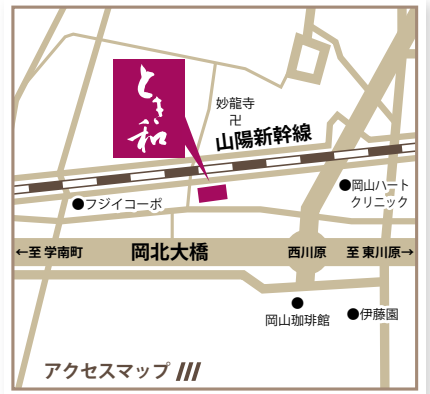 とき和
妙龍寺
卍
山陽新幹線
●岡山ハート
クリニック
●フジイコーポ
←至 学南町
岡北大橋
西川原
至 東川原→
●
岡山珈琲館
●伊藤園
アクセスマップ